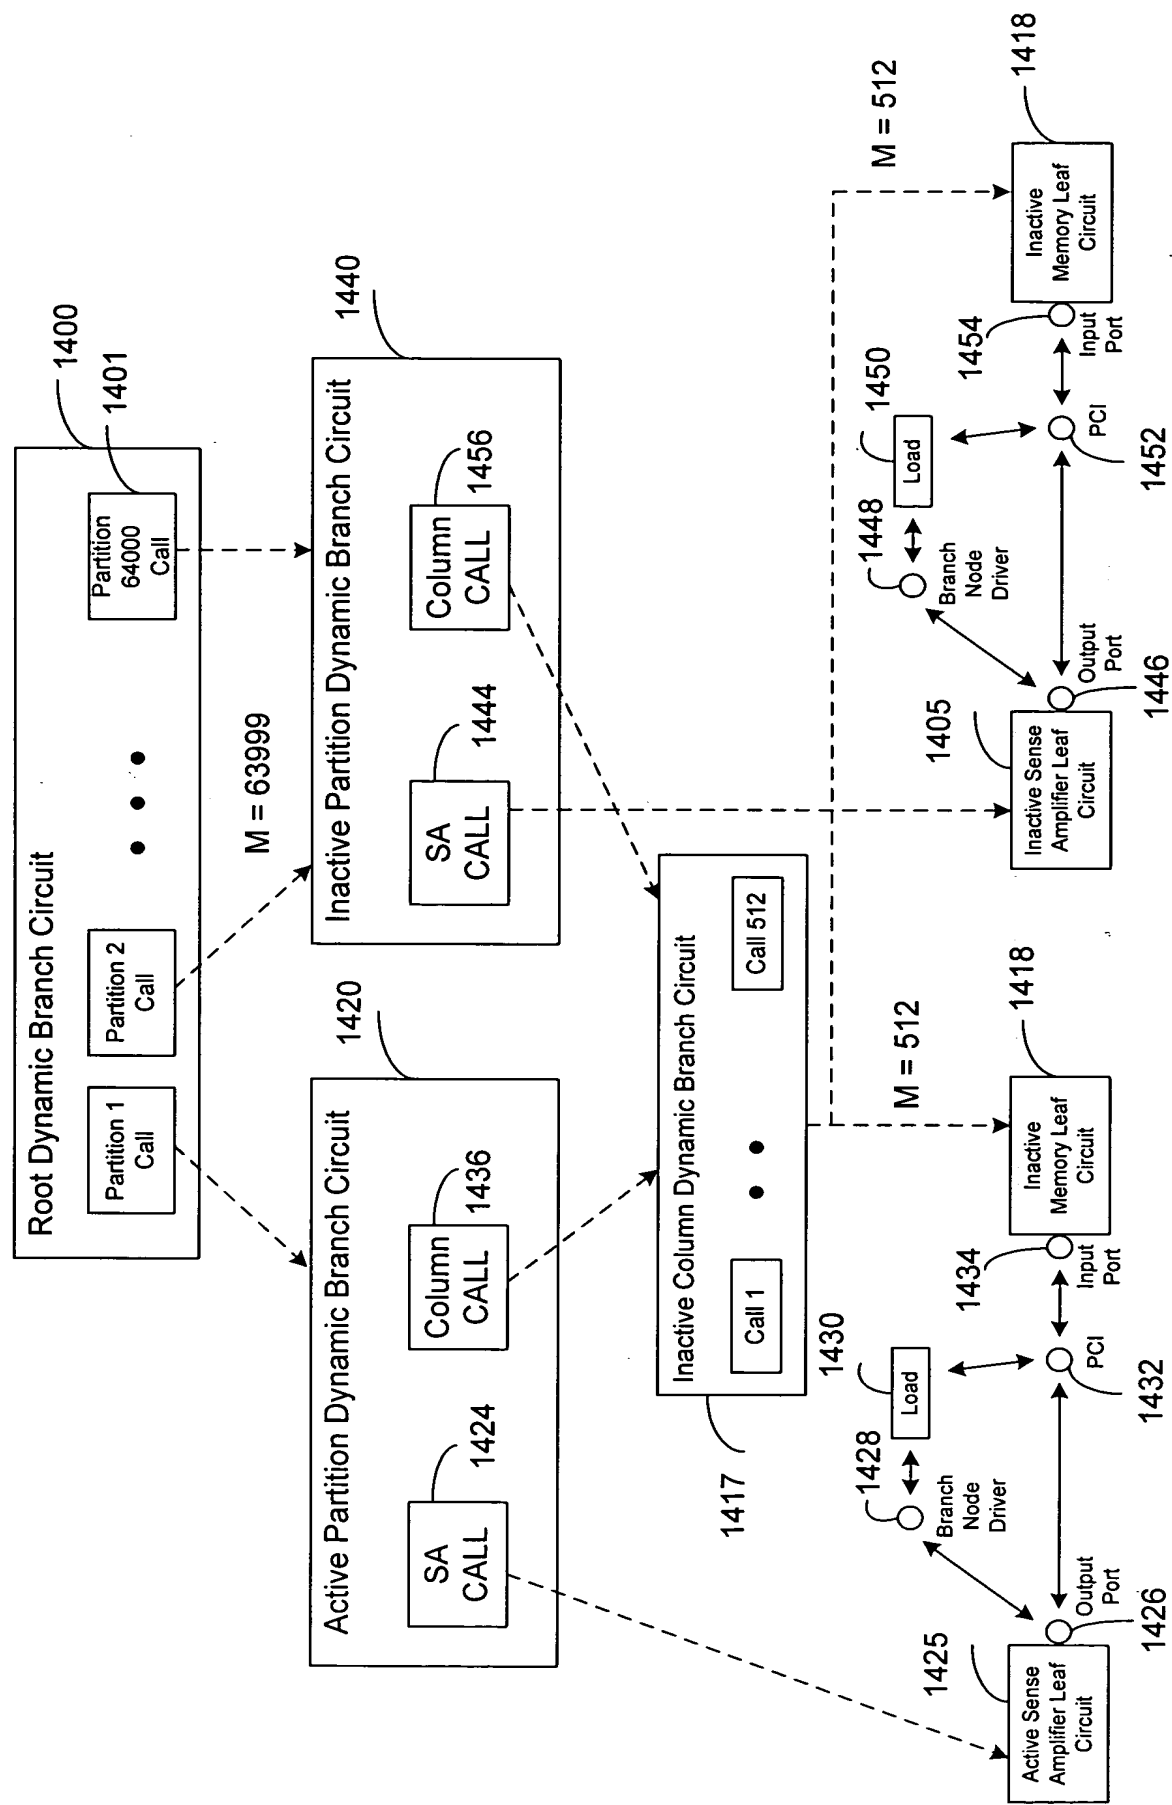 Root Dynamic Branch Circuit
1400
Partition 1
Call
Partition 2
Call
Partition
64000
Call
1401
M = 63999
Active Partition Dynamic Branch Circuit
1420
SA
CALL
1424
Column
CALL
1436
Inactive Partition Dynamic Branch Circuit
1440
SA
CALL
1444
Column
CALL
1456
Inactive Column Dynamic Branch Circuit
1417
Call 1
Call 512
M = 512
M = 512
Active Sense
Amplifier Leaf
Circuit
1425
Output
Port
1426
Branch
Node
Driver
1428
Load
1430
PCI
1432
Input
Port
1434
Inactive
Memory Leaf
Circuit
1418
Inactive Sense
Amplifier Leaf
Circuit
1405
Output
Port
1446
Branch
Node
Driver
1448
Load
1450
PCI
1452
Input
Port
1454
Inactive
Memory Leaf
Circuit
1418